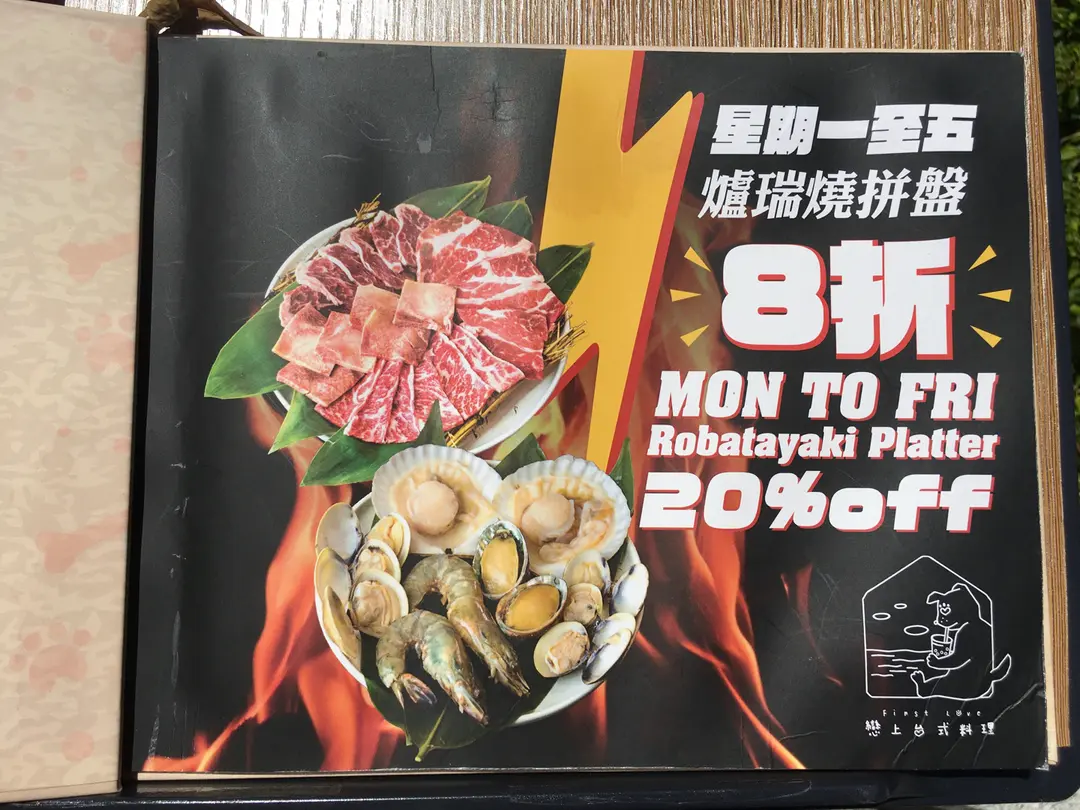 星期一至五
爐瑞燒拼盤
8折
MON TO FRI
Robatayaki Platter
20%off
First Love
戀上台式料理